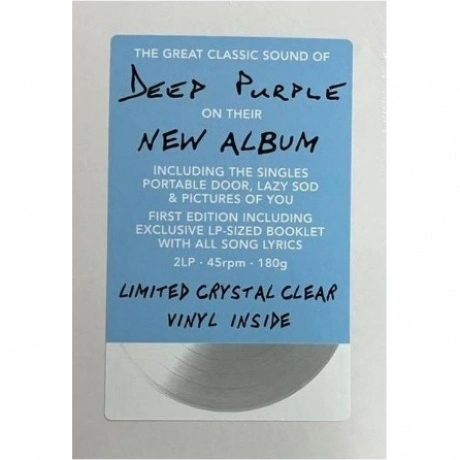 THE GREAT CLASSIC SOUND OF
DEEP PURPLE
ON THEIR
NEW ALBUM
INCLUDING THE SINGLES
PORTABLE DOOR, LAZY SOD
& PICTURES OF YOU
FIRST EDITION INCLUDING
EXCLUSIVE LP-SIZED BOOKLET
WITH ALL SONG LYRICS
2LP · 45rpm · 180g
LIMITED CRYSTAL CLEAR
VINYL INSIDE